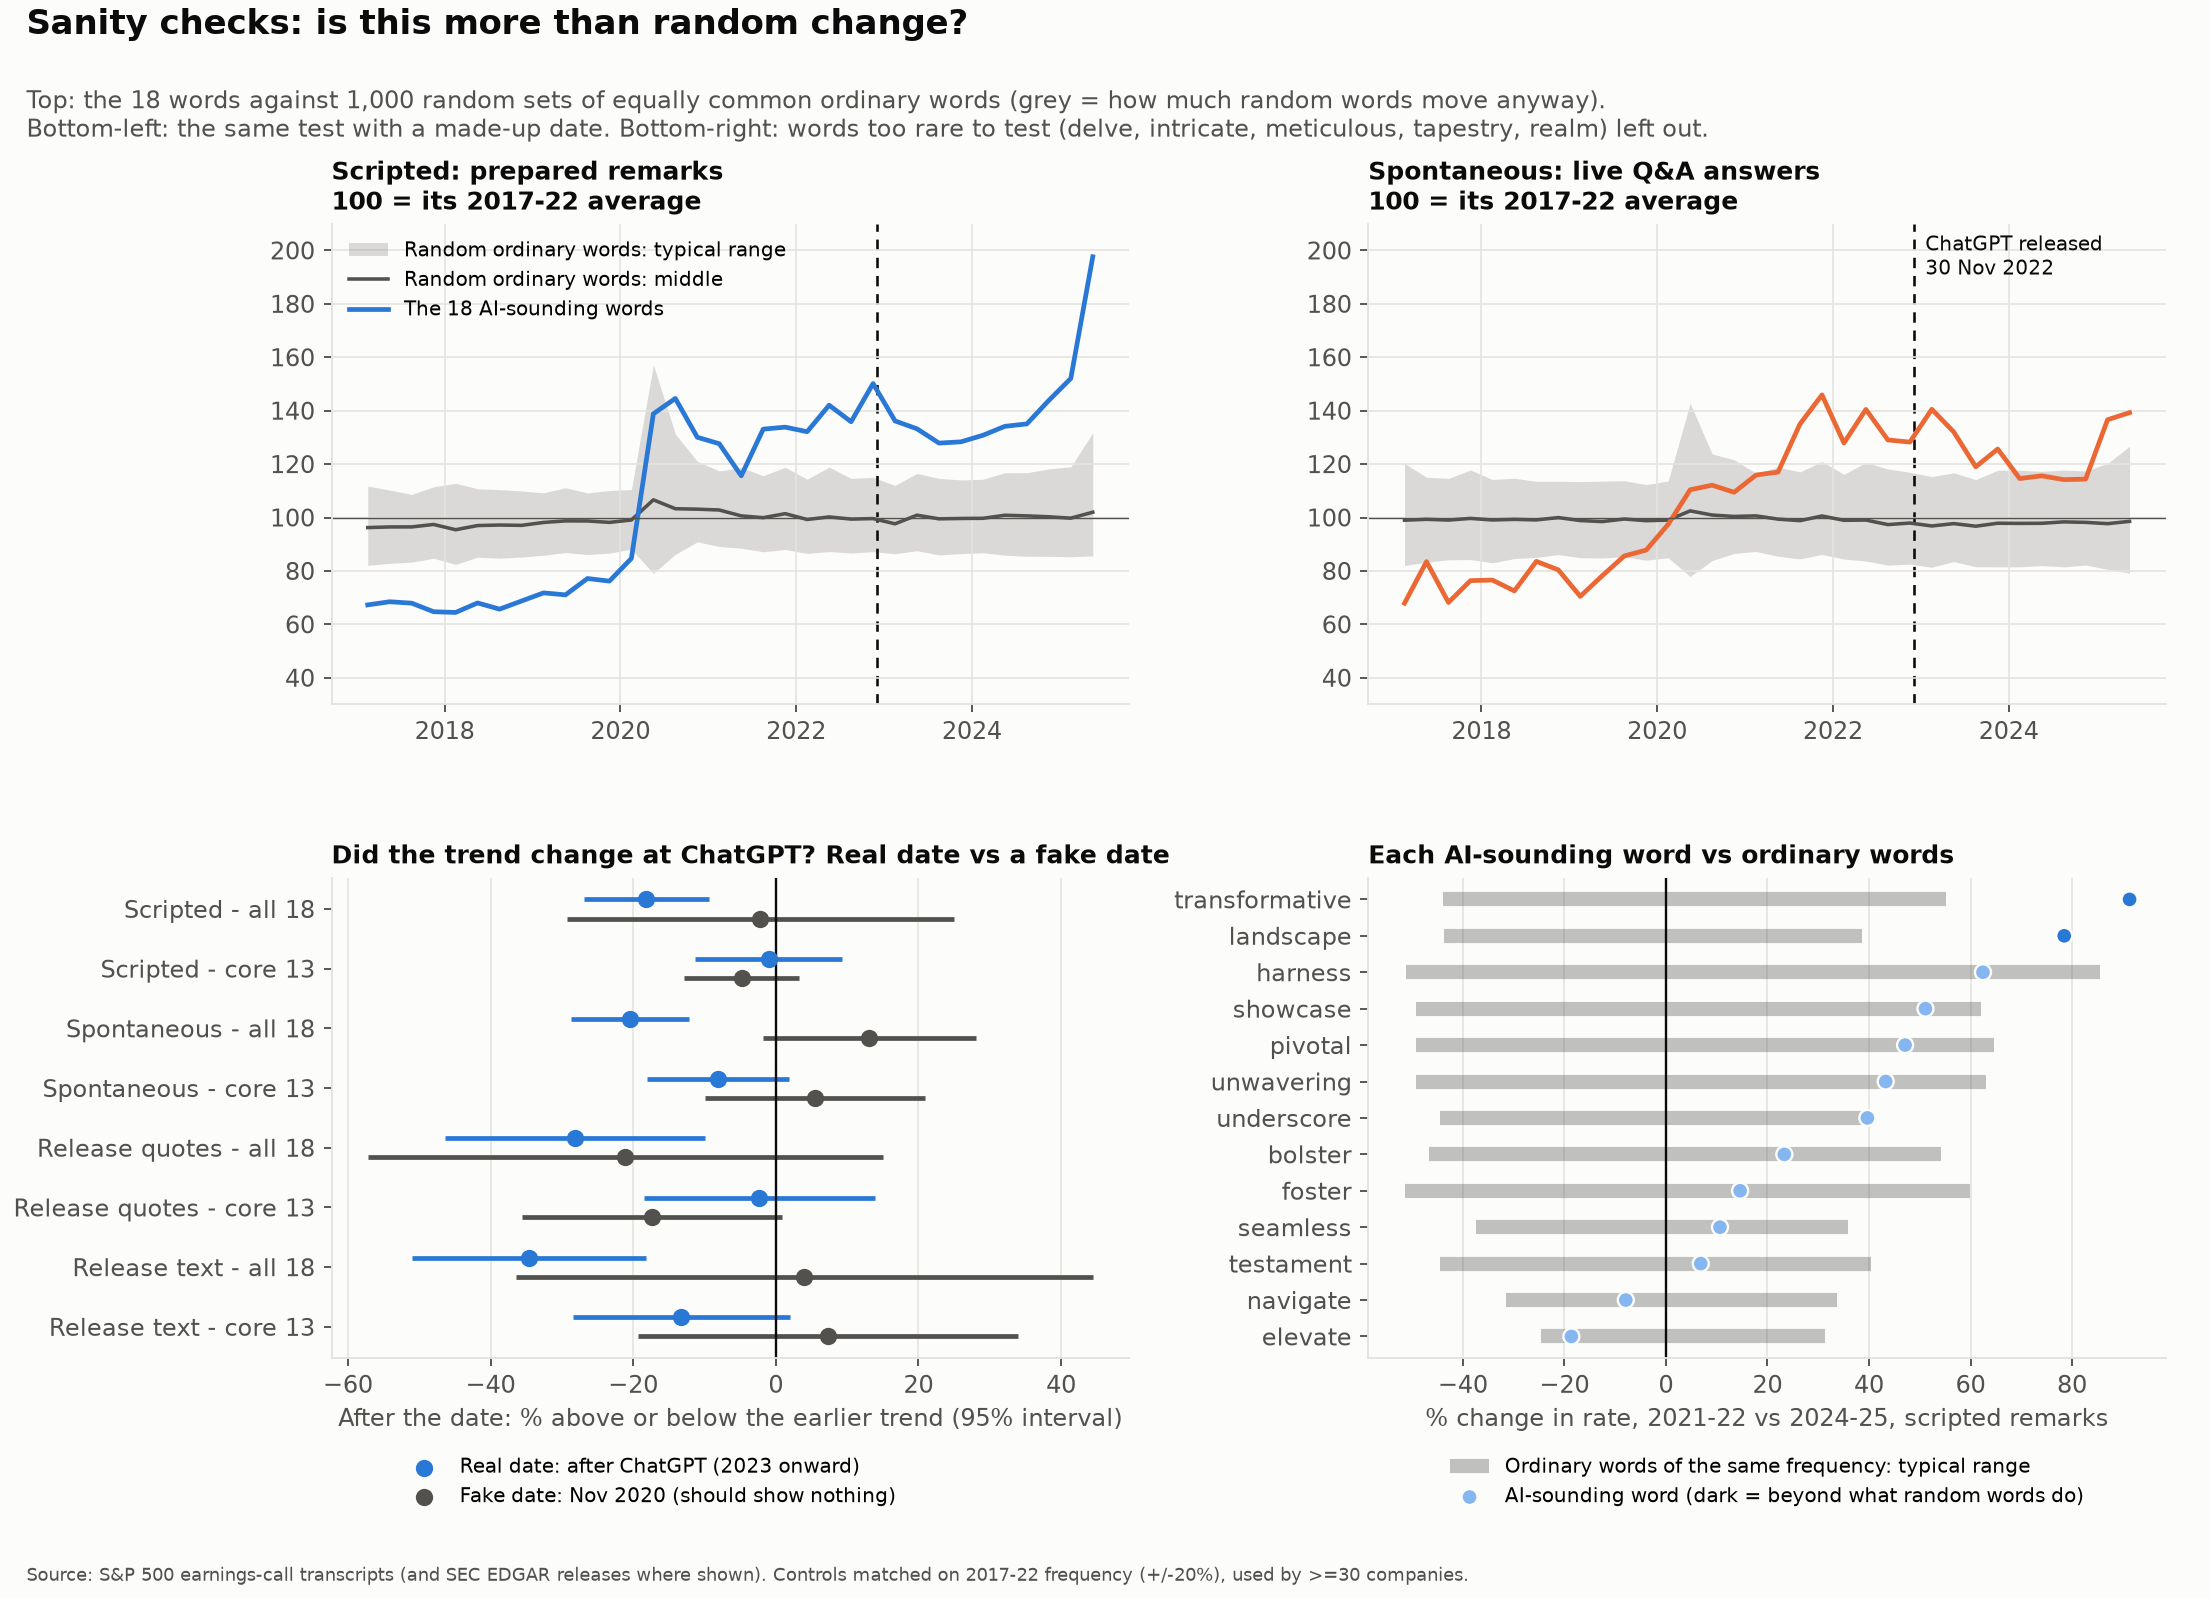 Sanity checks: is this more than random change?
Top: the 18 words against 1,000 random sets of equally common ordinary words (grey = how much random words move anyway).
Bottom-left: the same test with a made-up date. Bottom-right: words too rare to test (delve, intricate, meticulous, tapestry, realm) left out.
Scripted: prepared remarks
100 = its 2017-22 average
200
180
160
140
120
100
80
60
40
Random ordinary words: typical range
Random ordinary words: middle
The 18 AI-sounding words
2018 2020 2022 2024
Spontaneous: live Q&A answers
100 = its 2017-22 average
200
180
160
140
120
100
80
60
40
ChatGPT released
30 Nov 2022
2018 2020 2022 2024
Did the trend change at ChatGPT? Real date vs a fake date
Scripted - all 18
Scripted - core 13
Spontaneous - all 18
Spontaneous - core 13
Release quotes - all 18
Release quotes - core 13
Release text - all 18
Release text - core 13
−60 −40 −20 0 20 40
After the date: % above or below the earlier trend (95% interval)
Real date: after ChatGPT (2023 onward)
Fake date: Nov 2020 (should show nothing)
Each AI-sounding word vs ordinary words
transformative
landscape
harness
showcase
pivotal
unwavering
underscore
bolster
foster
seamless
testament
navigate
elevate
−40 −20 0 20 40 60 80
% change in rate, 2021-22 vs 2024-25, scripted remarks
Ordinary words of the same frequency: typical range
AI-sounding word (dark = beyond what random words do)
Source: S&P 500 earnings-call transcripts (and SEC EDGAR releases where shown). Controls matched on 2017-22 frequency (+/-20%), used by >=30 companies.